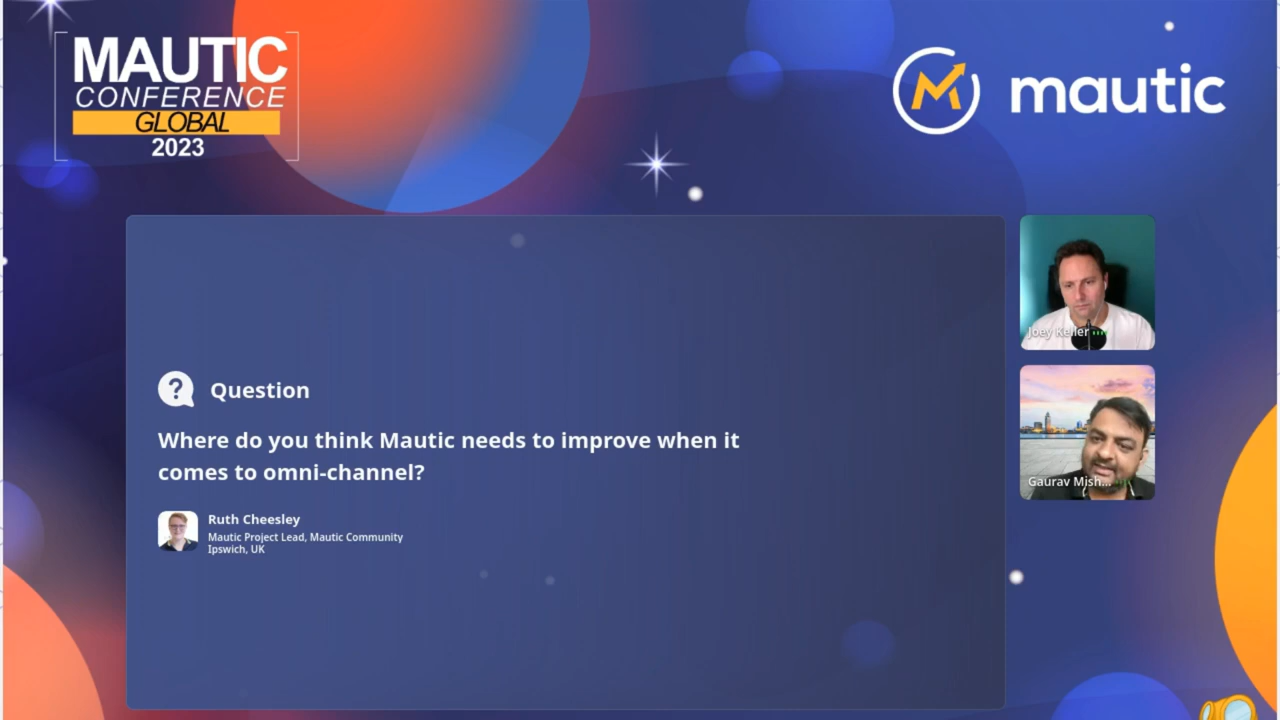 MAUTIC
CONFERENCE
GLOBAL
2023
mautic
Question
Where do you think Mautic needs to improve when it
comes to omni-channel?
Ruth Cheesley
Mautic Project Lead, Mautic Community
Ipswich, UK
Joey Keller
Gaurav Mish...